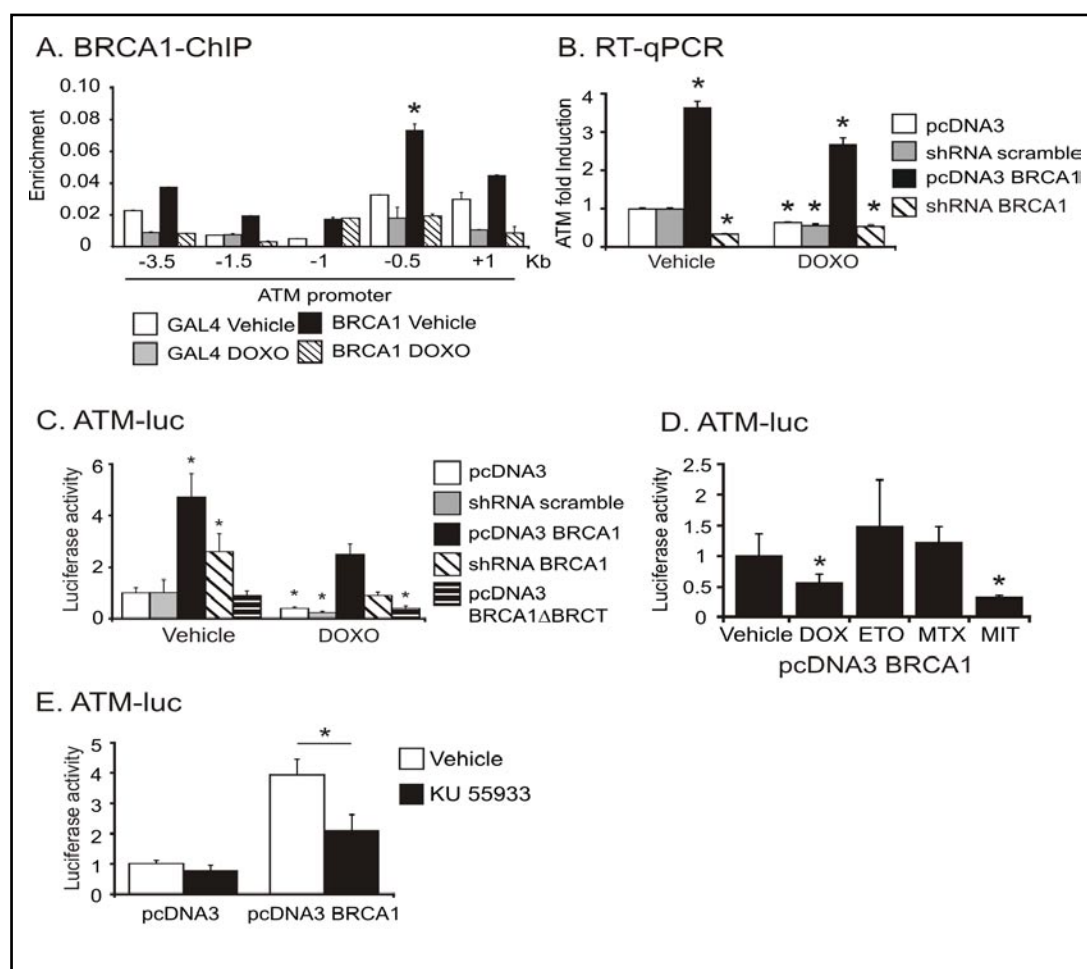 A. BRCA1-ChIP
Enrichment
0.10
0.08
0.06
0.04
0.02
0
*
-3.5 -1.5 -1 -0.5 +1 Kb
ATM promoter
GAL4 Vehicle
BRCA1 Vehicle
GAL4 DOXO
BRCA1 DOXO
B. RT-qPCR
ATM fold Induction
4
3
2
1
0
* * * * * *
Vehicle DOXO
pcDNA3
shRNA scramble
pcDNA3 BRCA1
shRNA BRCA1
C. ATM-luc
Luciferase activity
6
4
2
0
* * * * *
Vehicle DOXO
pcDNA3
shRNA scramble
pcDNA3 BRCA1
shRNA BRCA1
pcDNA3
BRCA1ΔBRCT
D. ATM-luc
Luciferase activity
2.5
2
1.5
1
0.5
0
* *
Vehicle DOX ETO MTX MIT
pcDNA3 BRCA1
E. ATM-luc
Luciferase activity
5
4
3
2
1
0
*
pcDNA3 pcDNA3 BRCA1
Vehicle
KU 55933